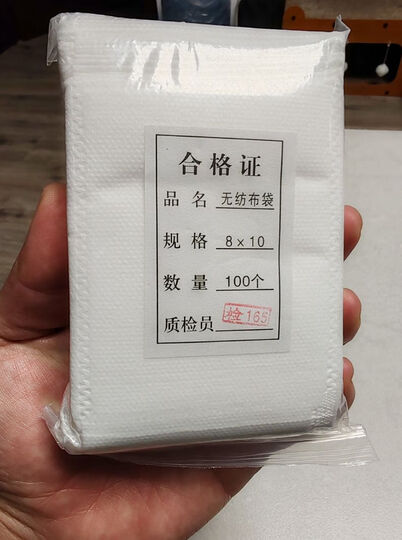 合格证
品 名 无纺布袋
规 格 8×10
数 量 100个
质检员 检165